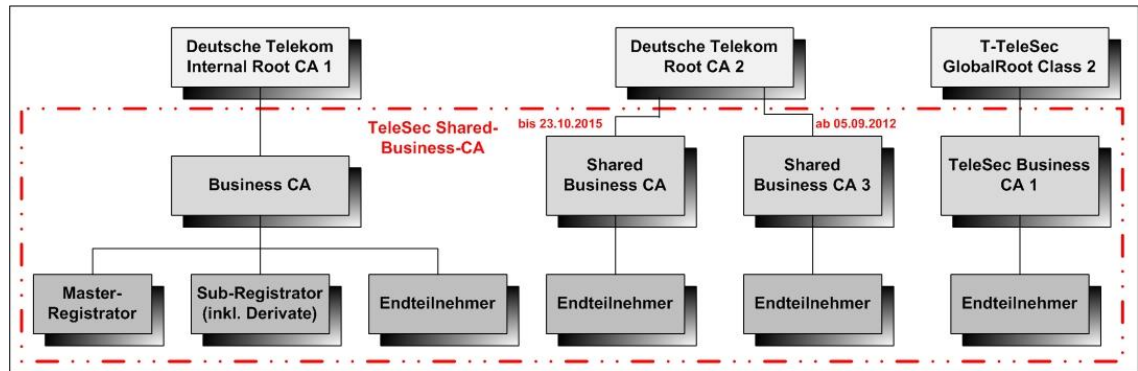 Deutsche Telekom
Internal Root CA 1
Deutsche Telekom
Root CA 2
T-TeleSec
GlobalRoot Class 2
TeleSec Shared-
Business-CA
bis 23.10.2015
ab 05.09.2012
Business CA
Shared
Business CA
Shared
Business CA 3
TeleSec Business
CA 1
Master-
Registrator
Sub-Registrator
(inkl. Derivate)
Endteilnehmer
Endteilnehmer
Endteilnehmer
Endteilnehmer